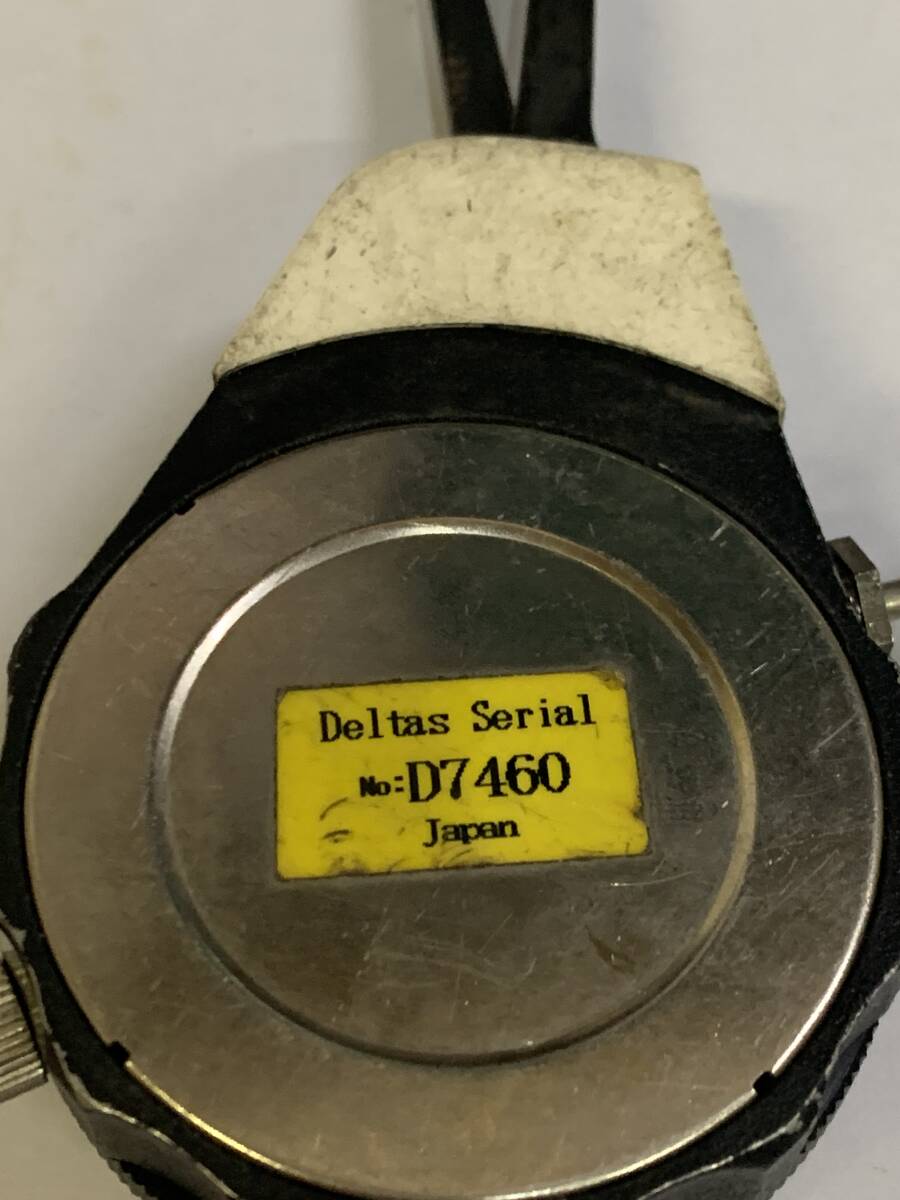 Deltas Serial
No:D7460
Japan